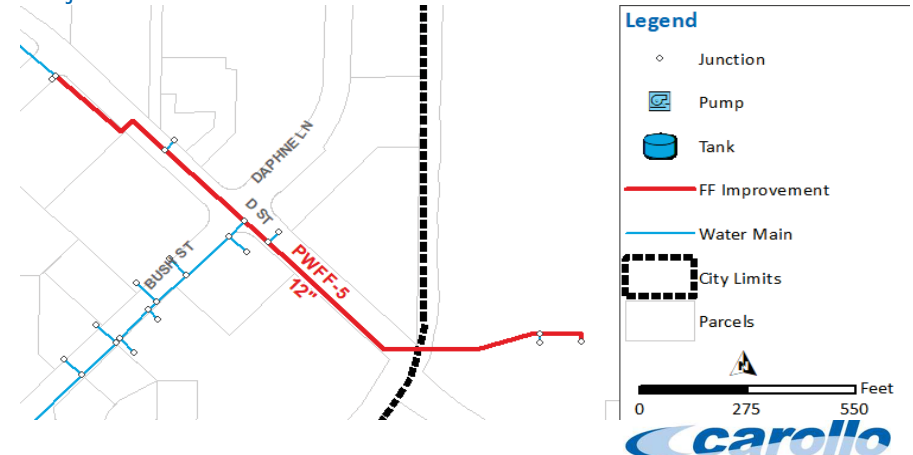 Legend
Junction
Pump
Tank
FF Improvement
Water Main
City Limits
Parcels
N
Feet
0 275 550
carollo
DAPHNE LN
D ST
BUSH ST
PWFF-5
12"